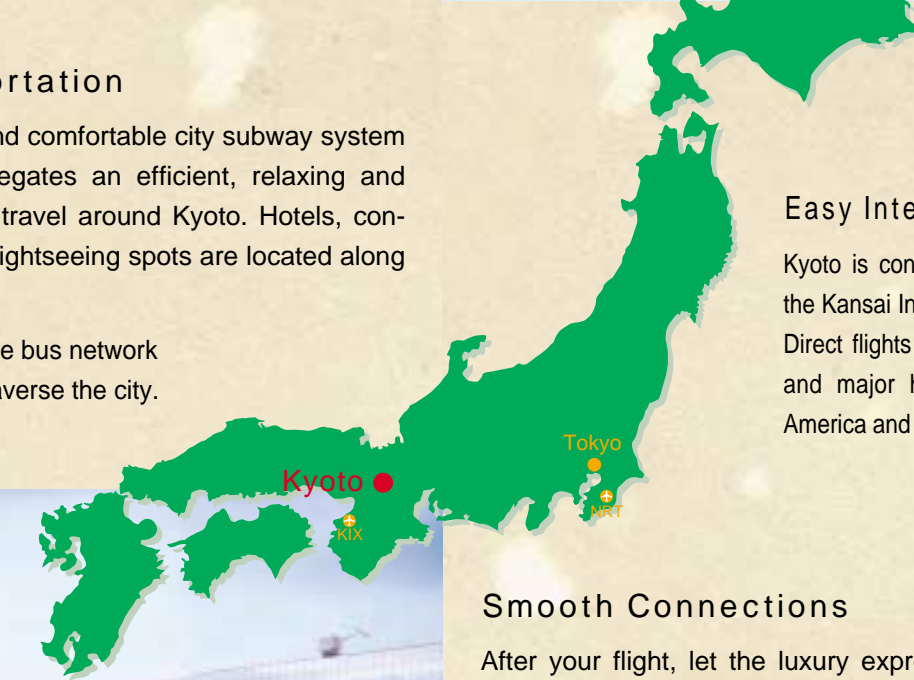 rtation
nd comfortable city subway system
egates an efficient, relaxing and
travel around Kyoto. Hotels, con-
ightseeing spots are located along
e bus network
averse the city.
Easy Inte
Kyoto is con
the Kansai In
Direct flights
and major h
America and
Tokyo
Kyoto
NRT
KIX
Smooth Connections
After your flight, let the luxury expr